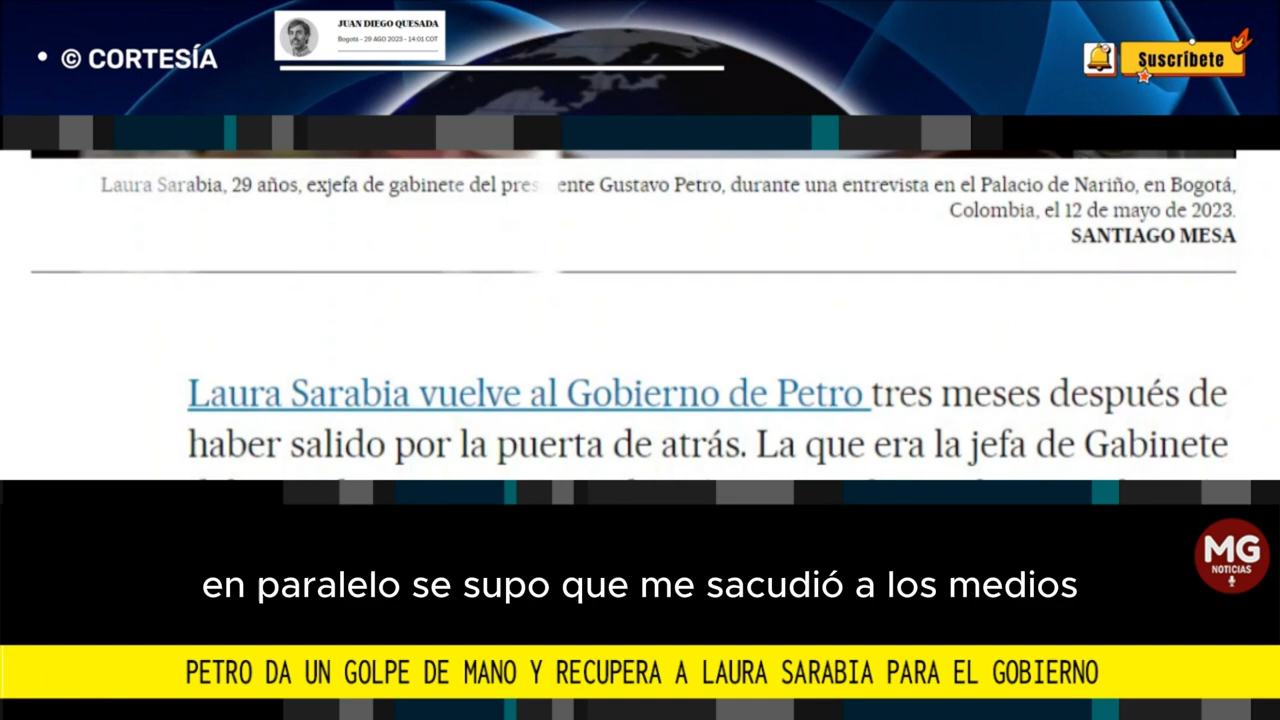 JUAN DIEGO QUESADA
Bogotá - 29 AGO 2023 - 14:01 COT
• © CORTESÍA
Suscríbete
Laura Sarabia, 29 años, exjefa de gabinete del pres ente Gustavo Petro, durante una entrevista en el Palacio de Nariño, en Bogotá,
Colombia, el 12 de mayo de 2023.
SANTIAGO MESA
Laura Sarabia vuelve al Gobierno de Petro tres meses después de
haber salido por la puerta de atrás. La que era la jefa de Gabinete
MG
NOTICIAS
en paralelo se supo que me sacudió a los medios
PETRO DA UN GOLPE DE MANO Y RECUPERA A LAURA SARABIA PARA EL GOBIERNO